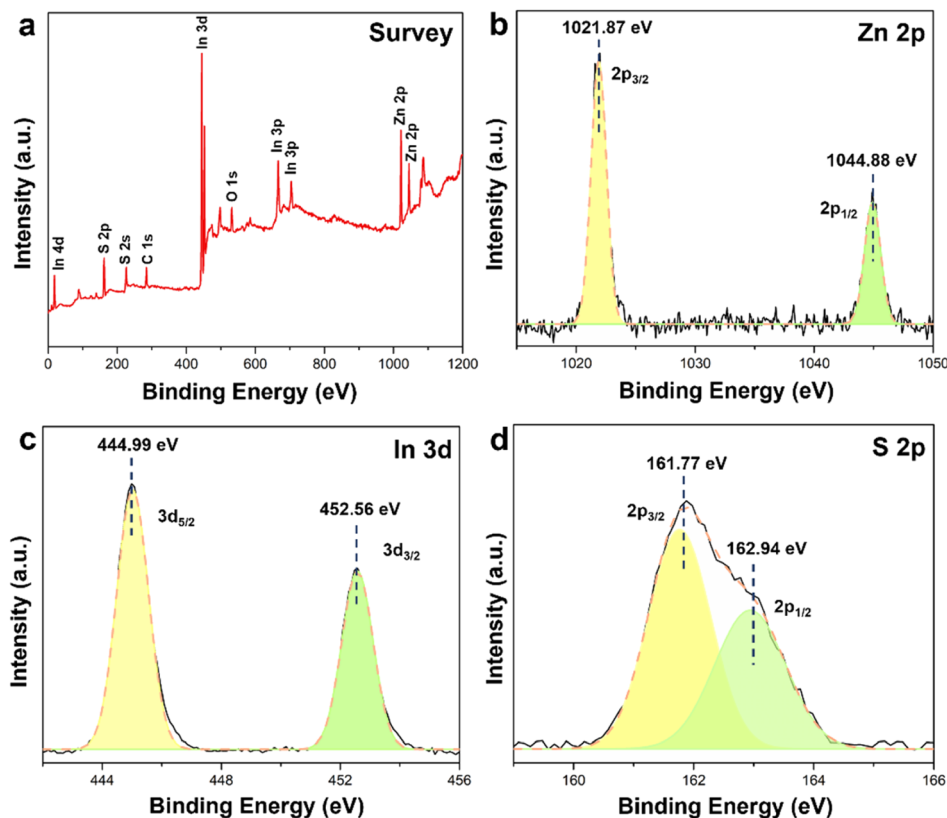 a
Survey
In 4d
S 2p
S 2s
C 1s
In 3d
O 1s
In 3p
In 3p
Zn 2p
Zn 2p
Intensity (a.u.)
0 200 400 600 800 1000 1200
Binding Energy (eV)
b
Zn 2p
1021.87 eV
2p3/2
1044.88 eV
2p1/2
Intensity (a.u.)
1020 1030 1040 1050
Binding Energy (eV)
c
In 3d
444.99 eV
3d5/2
452.56 eV
3d3/2
Intensity (a.u.)
444 448 452 456
Binding Energy (eV)
d
S 2p
161.77 eV
2p3/2
162.94 eV
2p1/2
Intensity (a.u.)
160 162 164 166
Binding Energy (eV)